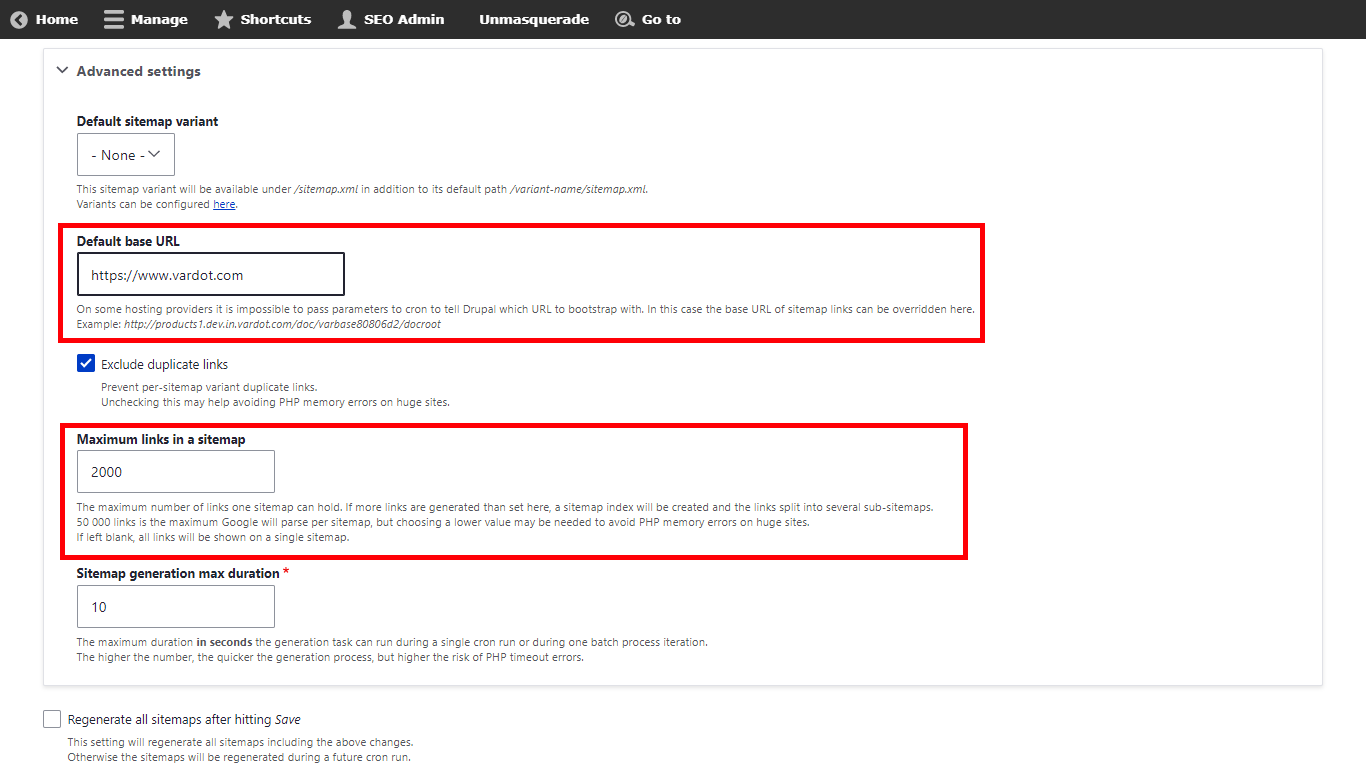 Home Manage Shortcuts SEO Admin Unmasquerade Go to
Advanced settings
Default sitemap variant
- None -
This sitemap variant will be available under /sitemap.xml in addition to its default path /variant-name/sitemap.xml.
Variants can be configured here.
Default base URL
https://www.vardot.com
On some hosting providers it is impossible to pass parameters to cron to tell Drupal which URL to bootstrap with. In this case the base URL of sitemap links can be overridden here.
Example: http://products1.dev.in.vardot.com/doc/varbase80806d2/docroot
Exclude duplicate links
Prevent per-sitemap variant duplicate links.
Unchecking this may help avoiding PHP memory errors on huge sites.
Maximum links in a sitemap
2000
The maximum number of links one sitemap can hold. If more links are generated than set here, a sitemap index will be created and the links split into several sub-sitemaps.
50 000 links is the maximum Google will parse per sitemap, but choosing a lower value may be needed to avoid PHP memory errors on huge sites.
If left blank, all links will be shown on a single sitemap.
Sitemap generation max duration *
10
The maximum duration in seconds the generation task can run during a single cron run or during one batch process iteration.
The higher the number, the quicker the generation process, but higher the risk of PHP timeout errors.
Regenerate all sitemaps after hitting Save
This setting will regenerate all sitemaps including the above changes.
Otherwise the sitemaps will be regenerated during a future cron run.